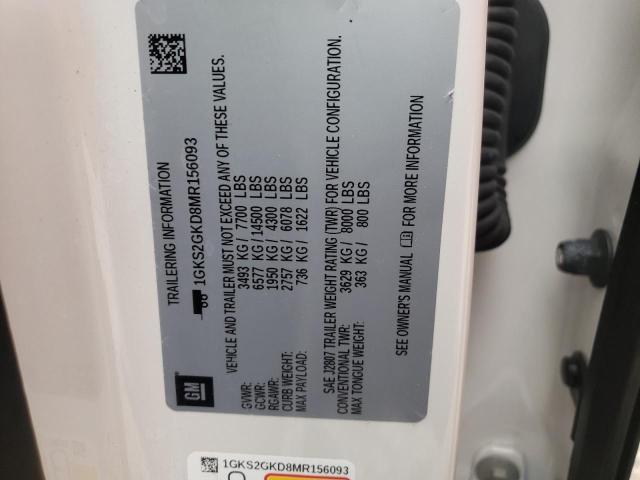 TRAILERING INFORMATION
1GKS2GKD8MR156093
VEHICLE AND TRAILER MUST NOT EXCEED ANY OF THESE VALUES.
GVWR: 3493 KG / 7700 LBS
GCWR: 6577 KG / 14500 LBS
RGAWR: 1950 KG / 4300 LBS
CURB WEIGHT: 2757 KG / 6078 LBS
MAX PAYLOAD: 736 KG / 1622 LBS
SAE J2807 TRAILER WEIGHT RATING (TWR) FOR VEHICLE CONFIGURATION.
CONVENTIONAL TWR: 3629 KG / 8000 LBS
MAX TONGUE WEIGHT: 363 KG / 800 LBS
SEE OWNER'S MANUAL FOR MORE INFORMATION
GM
1GKS2GKD8MR156093